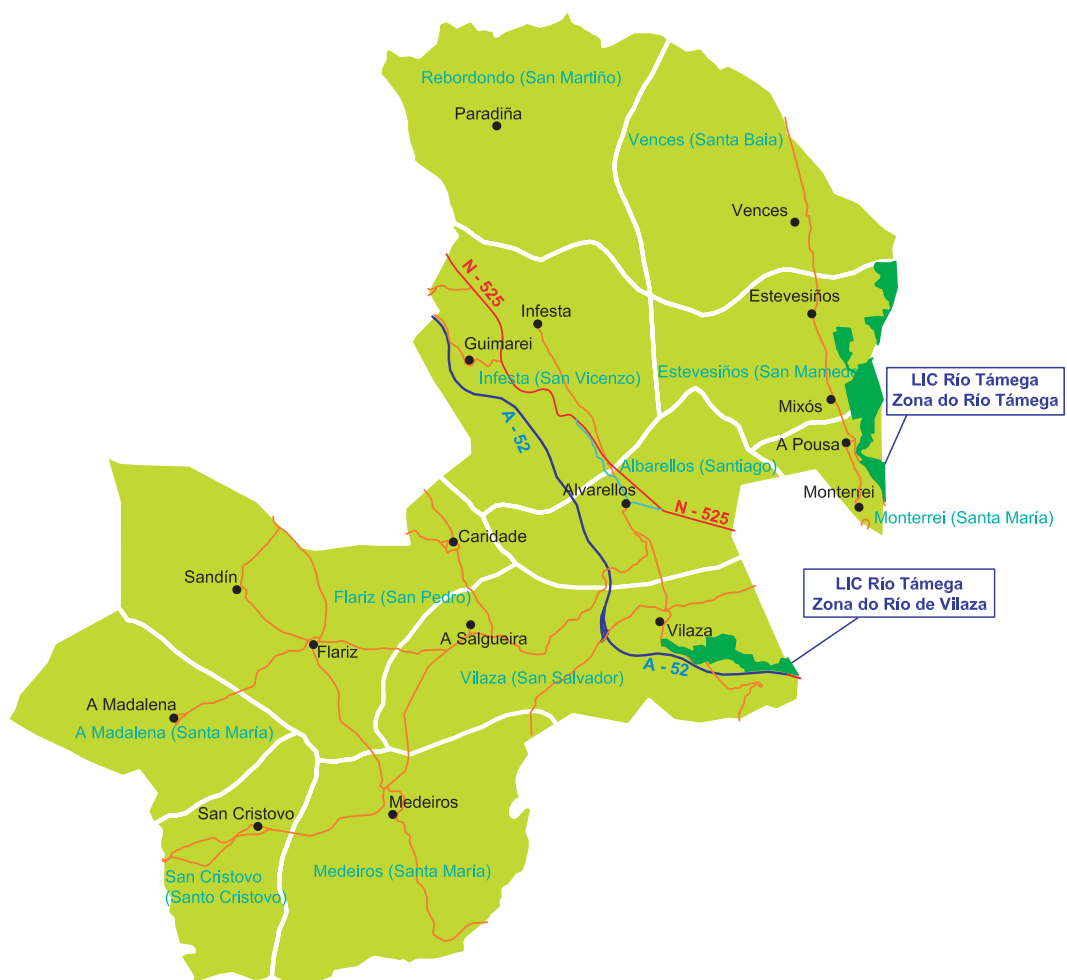 Rebordondo (San Martiño)
Paradiña
Vences (Santa Baia)
Vences
N - 525
Estevesiños
Infesta
Guimarei
Infesta (San Vicenzo)
Estevesiños (San Mamede)
LIC Río Támega
Zona do Río Támega
Mixós
A - 52
A Pousa
Albarellos (Santiago)
Alvarellos
Monterrei
N - 525
Monterrei (Santa María)
Caridade
Sandín
Flariz (San Pedro)
LIC Río Támega
Zona do Río de Vilaza
A Salgueira
Vilaza
Flariz
A - 52
Vilaza (San Salvador)
A Madalena
A Madalena (Santa María)
San Cristovo
Medeiros
Medeiros (Santa María)
San Cristovo
(Santo Cristovo)